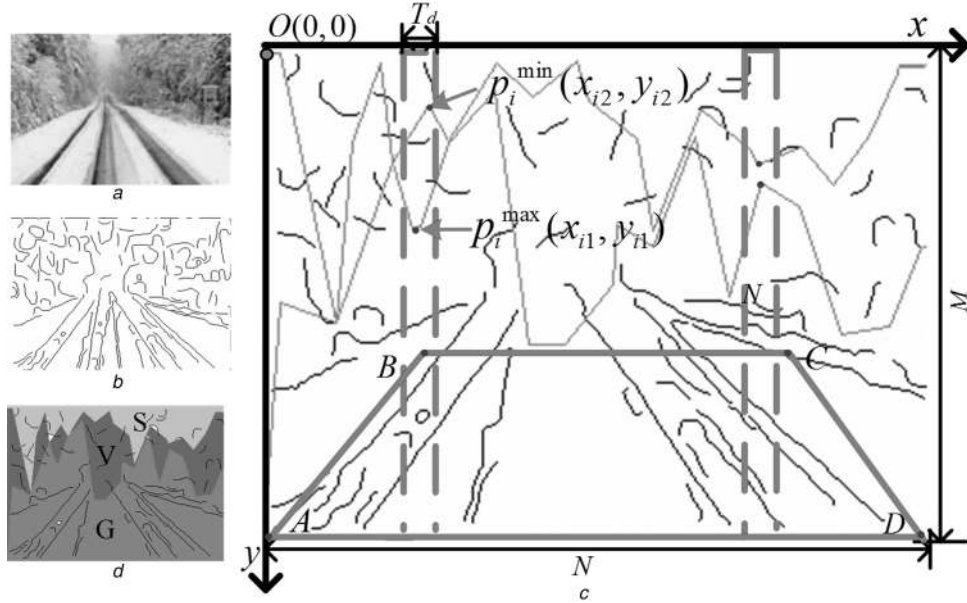 O(0,0)
T_d
x
p_i^min (x_i2, y_i2)
p_i^max (x_i1, y_i1)
a
N
M
B
C
b
S
V
G
A
D
y
N
d
c